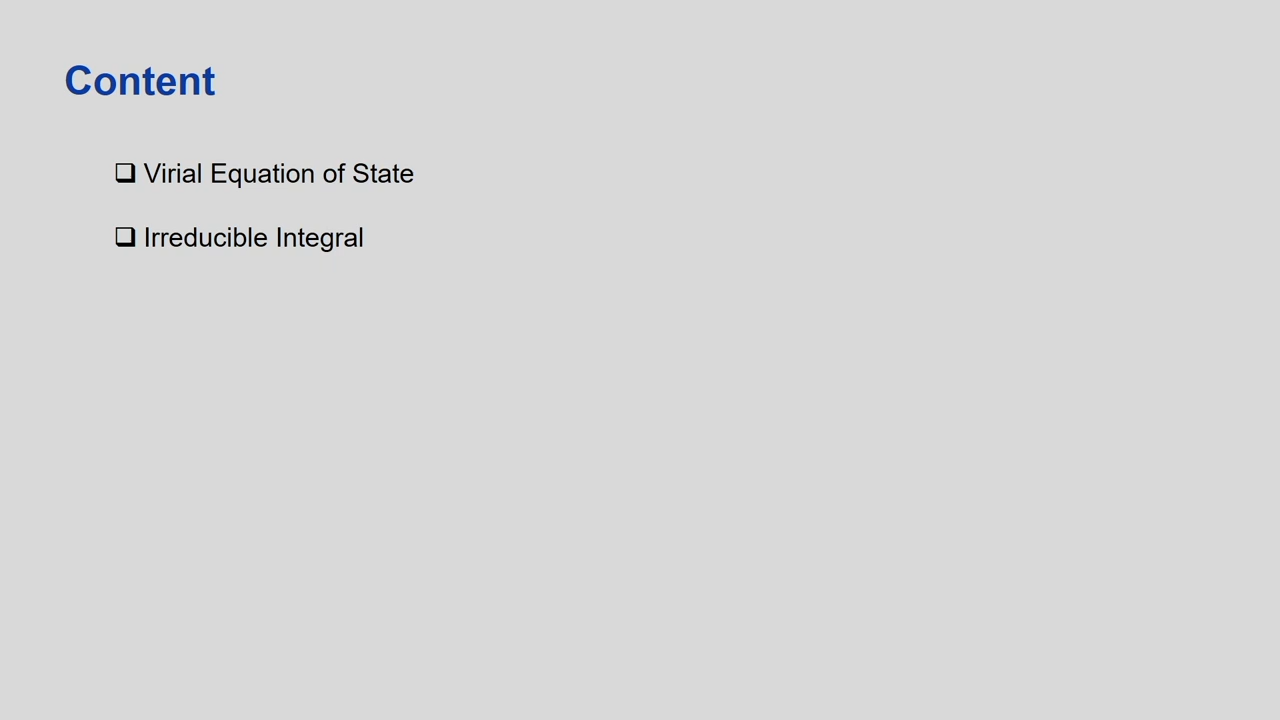 Content
❑ Virial Equation of State
❑ Irreducible Integral